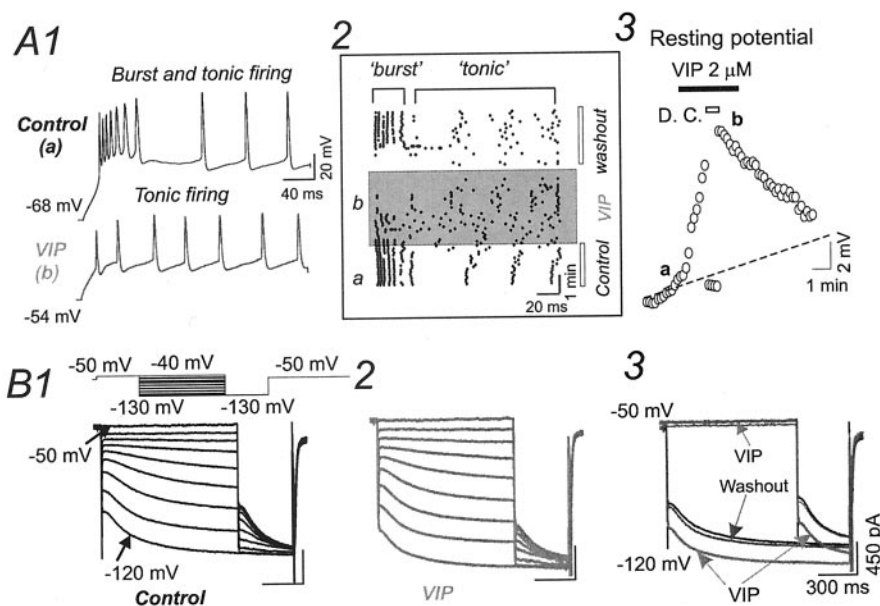 A1
Burst and tonic firing
Control
(a)
-68 mV
20 mV
40 ms
Tonic firing
VIP
(b)
-54 mV
2
'burst'
'tonic'
washout
b
VIP
a
Control
20 ms
1 min
3
Resting potential
VIP 2 μM
D. C.
b
a
2 mV
1 min
B1
-50 mV
-40 mV
-50 mV
-130 mV
-130 mV
-50 mV
-120 mV
Control
2
VIP
3
-50 mV
VIP
Washout
-120 mV
VIP
300 ms
450 pA